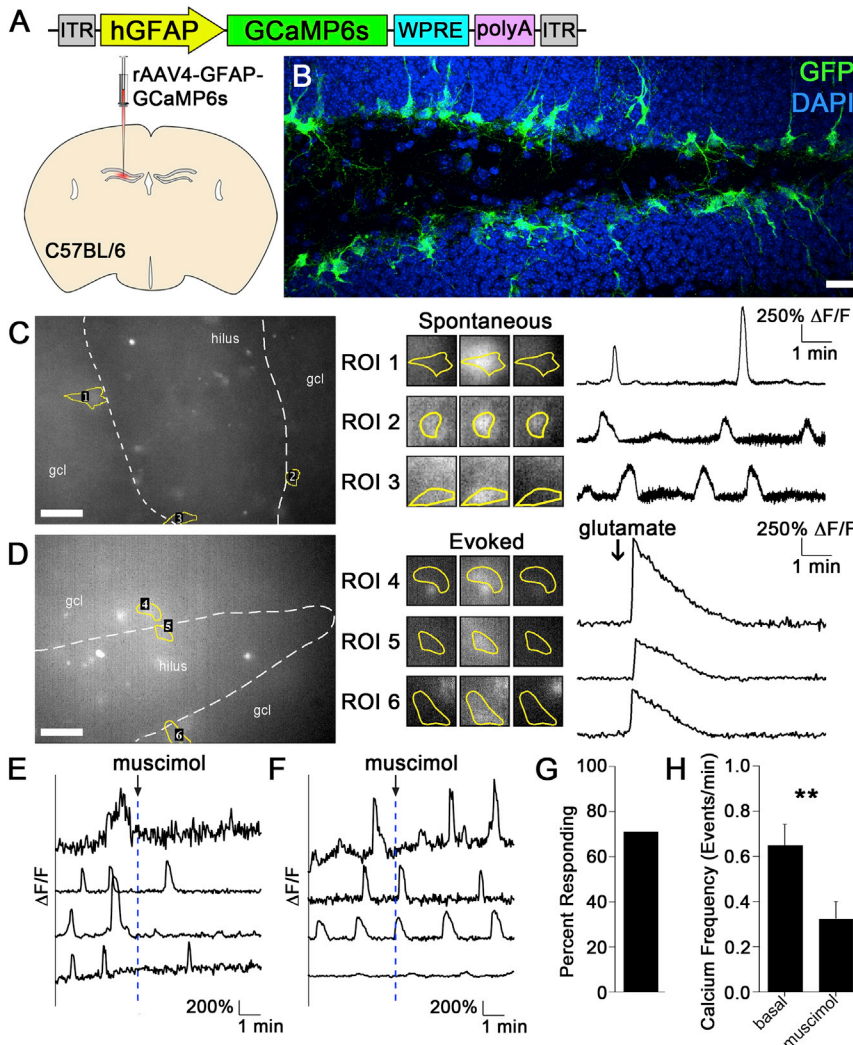 A
ITR hGFAP GCaMP6s WPRE polyA ITR
rAAV4-GFAP-
GCaMP6s
C57BL/6
B
GFP
DAPI
C
hilus
gcl
gcl
1
2
3
Spontaneous
ROI 1
ROI 2
ROI 3
250% ΔF/F
1 min
D
gcl
hilus
gcl
4
5
6
Evoked
ROI 4
ROI 5
ROI 6
glutamate
250% ΔF/F
1 min
E
muscimol
ΔF/F
200%
1 min
F
muscimol
200%
1 min
G
Percent Responding
100
80
60
40
20
0
H
Calcium Frequency (Events/min)
1.0
0.8
0.6
0.4
0.2
0.0
**
basal
muscimol